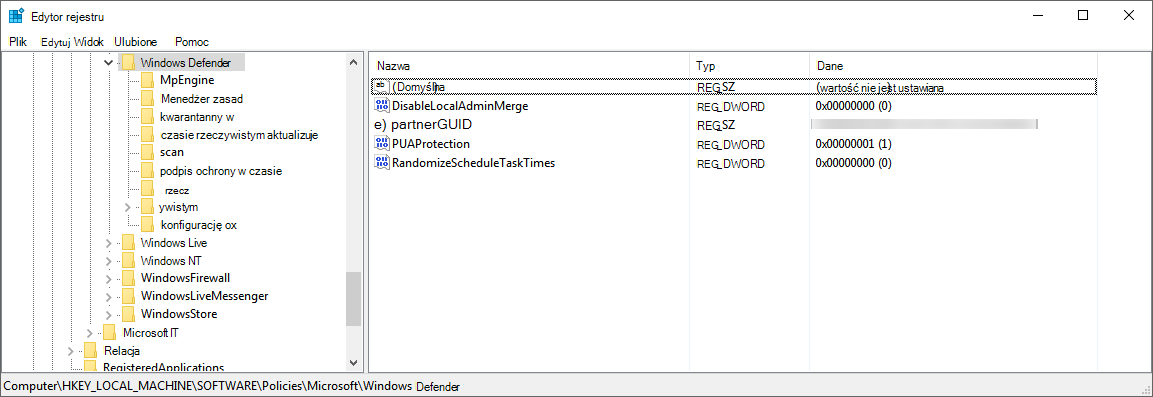 Edytor rejestru
Plik Edytuj Widok Ulubione Pomoc
Windows Defender
MpEngine
Menedżer zasad
kwarantanny w
czasie rzeczywistym aktualizuje
scan
podpis ochrony w czasie
rzecz
ywistym
konfigurację ox
Windows Live
Windows NT
WindowsFirewall
WindowsLiveMessenger
WindowsStore
Microsoft IT
Relacja
RegisteredApplications
Nazwa Typ Dane
(Domyślna REG_SZ (wartość nie jest ustawiana)
DisableLocalAdminMerge REG_DWORD 0x00000000 (0)
e) partnerGUID REG_SZ
PUAProtection REG_DWORD 0x00000001 (1)
RandomizeScheduleTaskTimes REG_DWORD 0x00000000 (0)
Computer\HKEY_LOCAL_MACHINE\SOFTWARE\Policies\Microsoft\Windows Defender